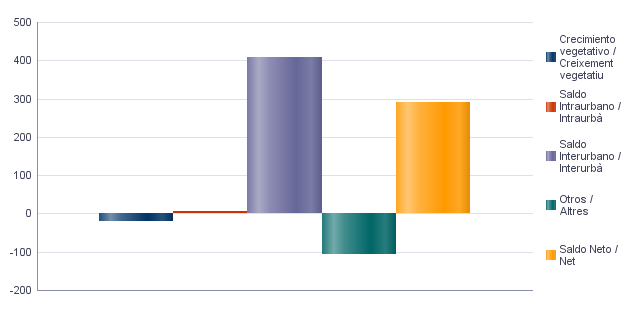 500
400
300
200
100
0
-100
-200
Crecimiento
vegetativo /
Creixement
vegetatiu
Saldo
Intraurbano /
Intraurbà
Saldo
Interurbano /
Interurbà
Otros /
Altres
Saldo Neto /
Net